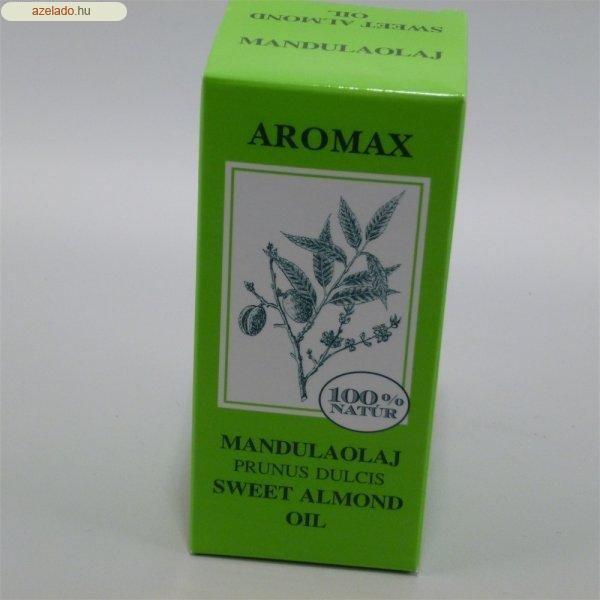 azelado.hu
SWEET ALMOND
OIL
MANDULAOLAJ
AROMAX
100%
NATÚR
MANDULAOLAJ
PRUNUS DULCIS
SWEET ALMOND
OIL